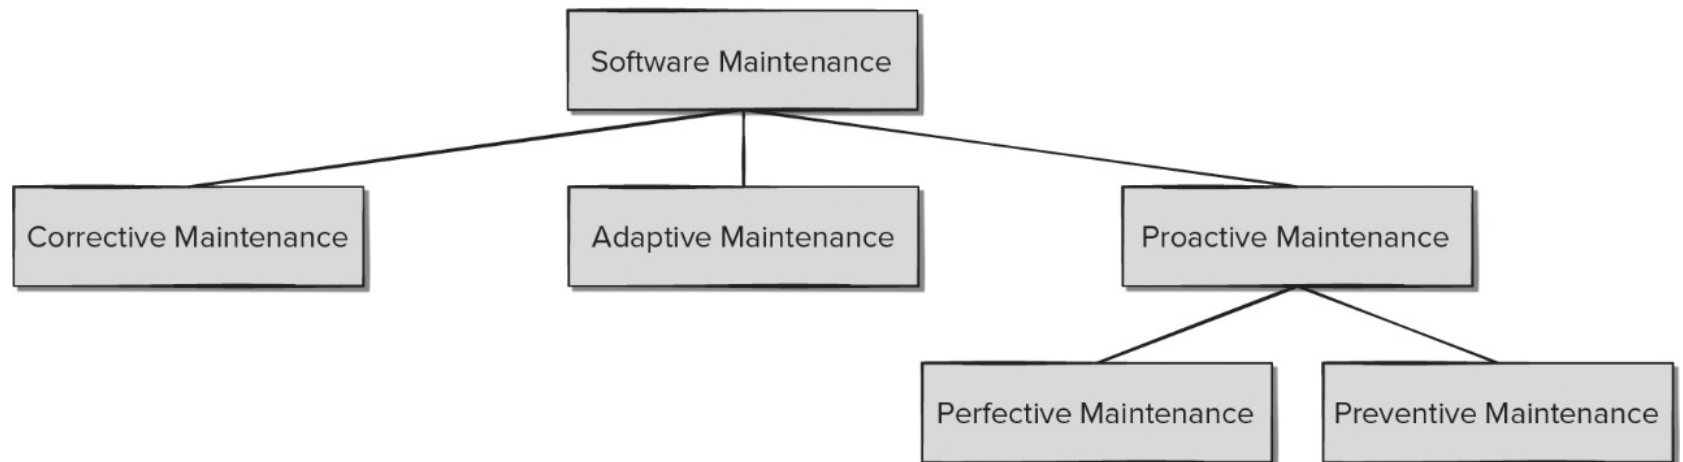 Software Maintenance
Corrective Maintenance
Adaptive Maintenance
Proactive Maintenance
Perfective Maintenance
Preventive Maintenance